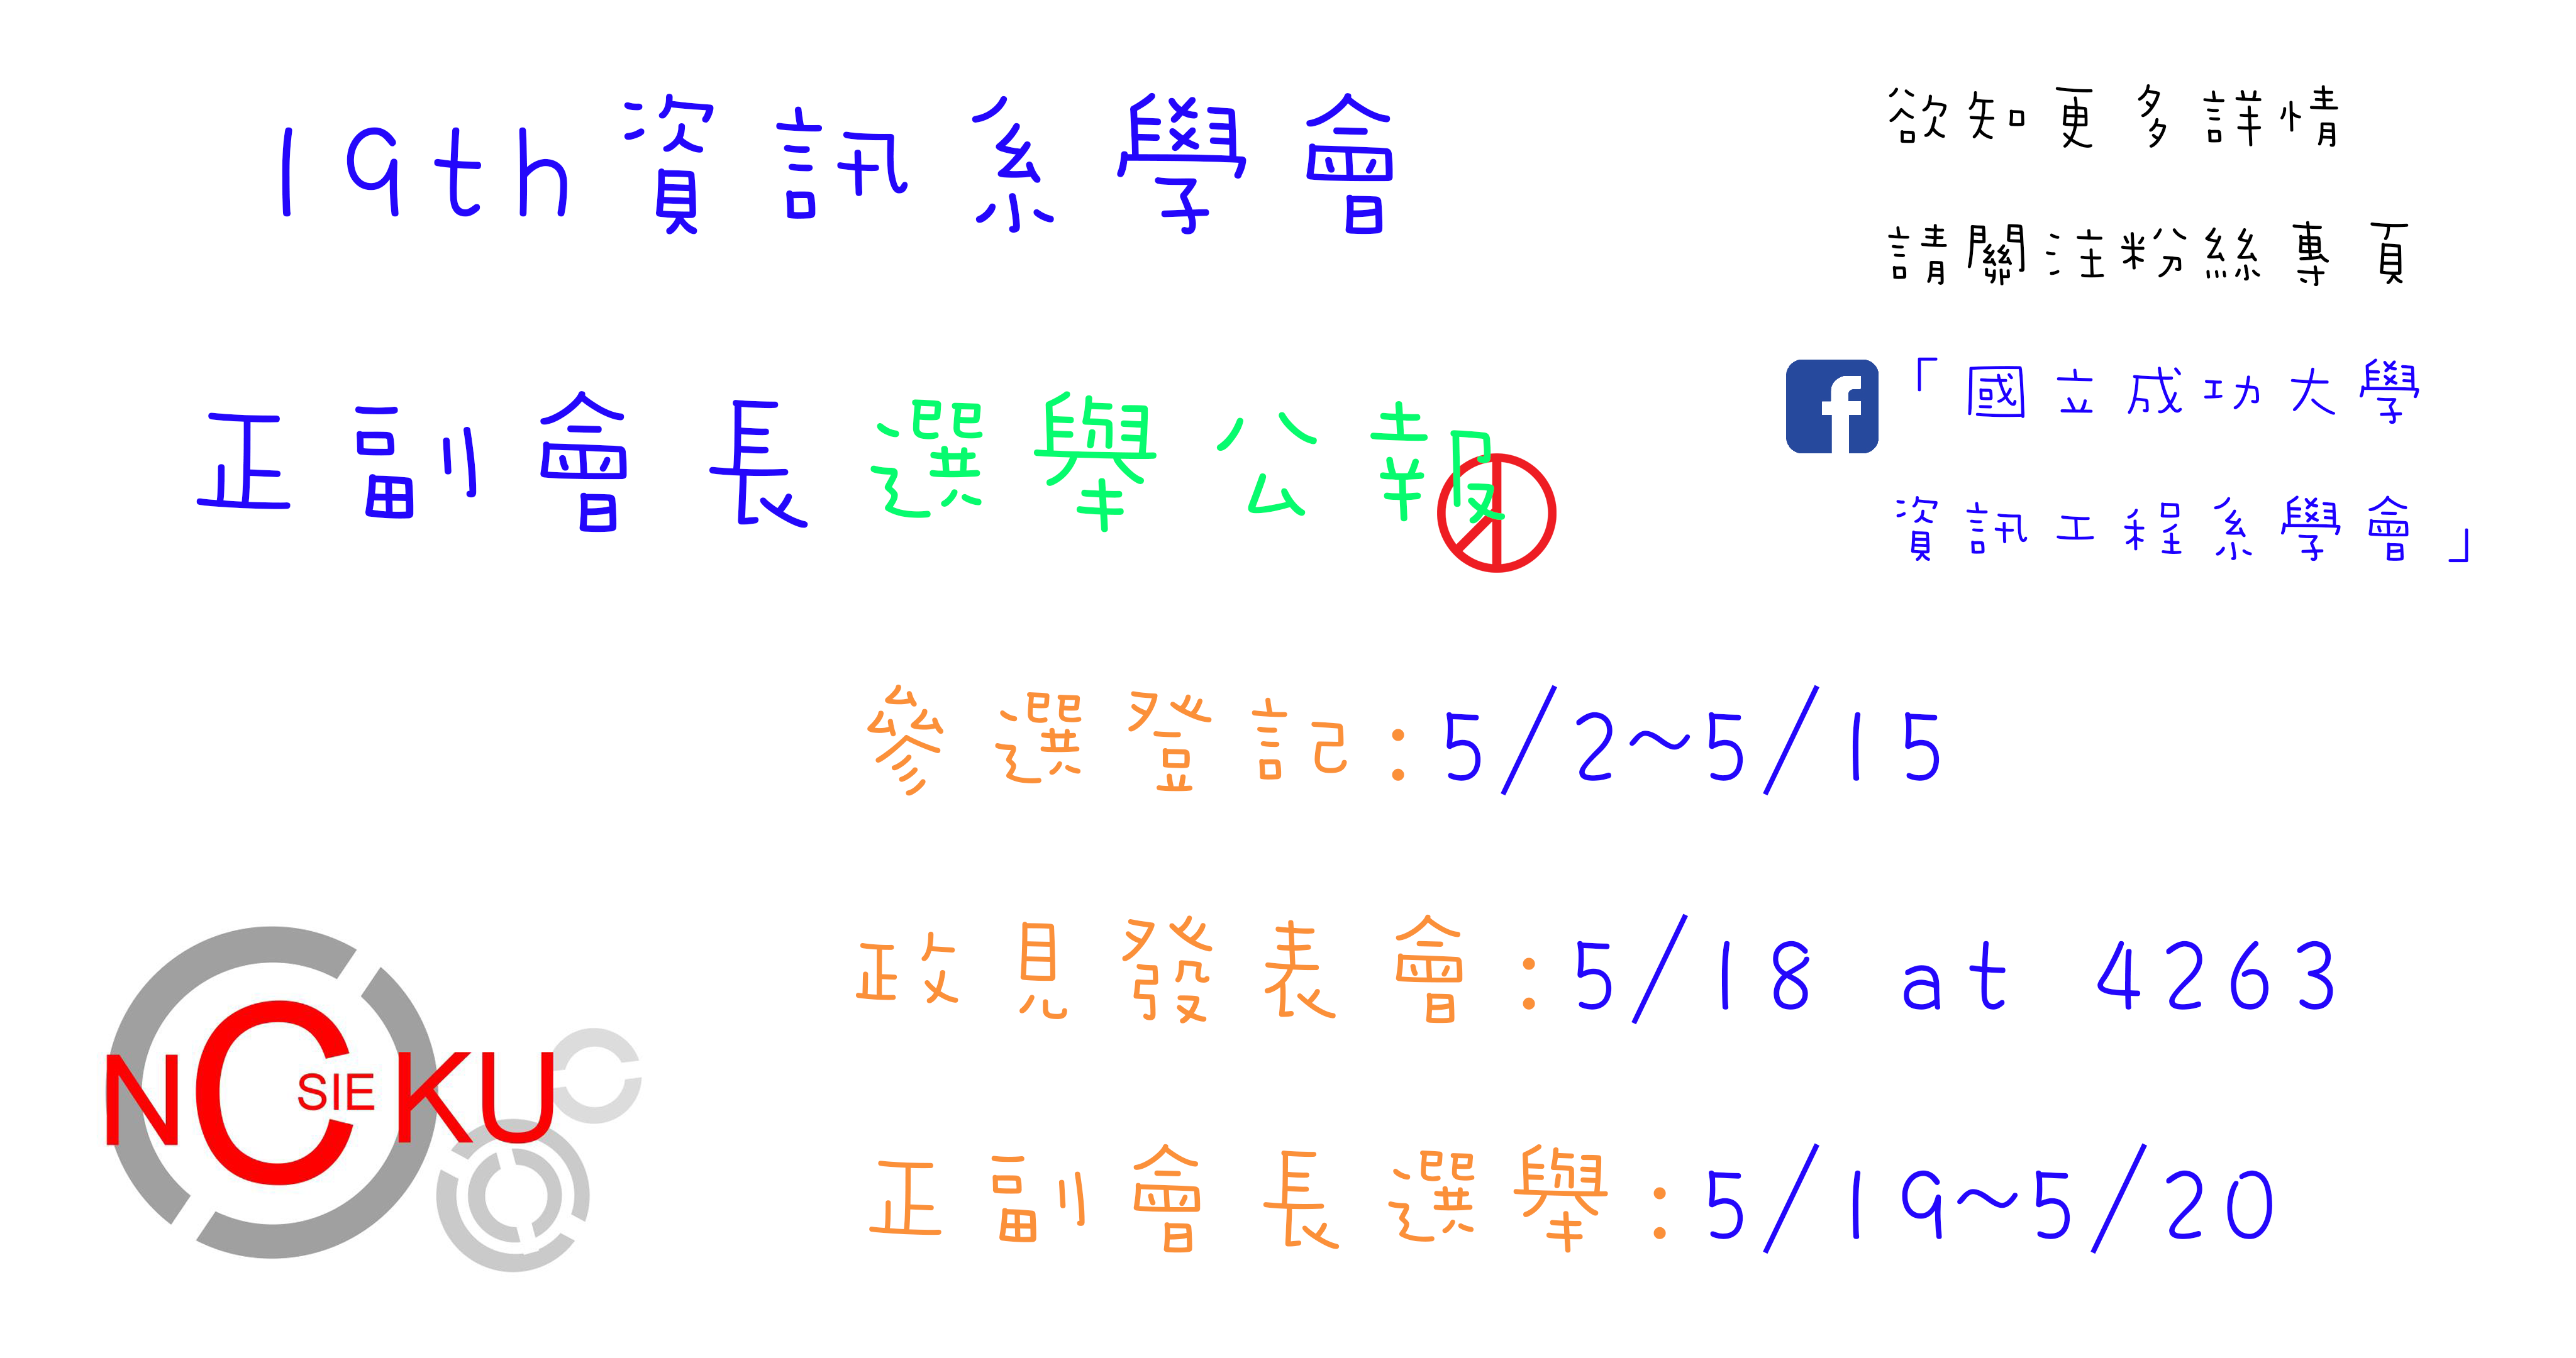 19th資訊系學會
正副會長選舉公報
欲知更多詳情
請關注粉絲專頁
f「國立成功大學
資訊工程系學會」
參選登記:5/2~5/15
政見發表會:5/18 at 4263
正副會長選舉:5/19~5/20
NCKU
SIE